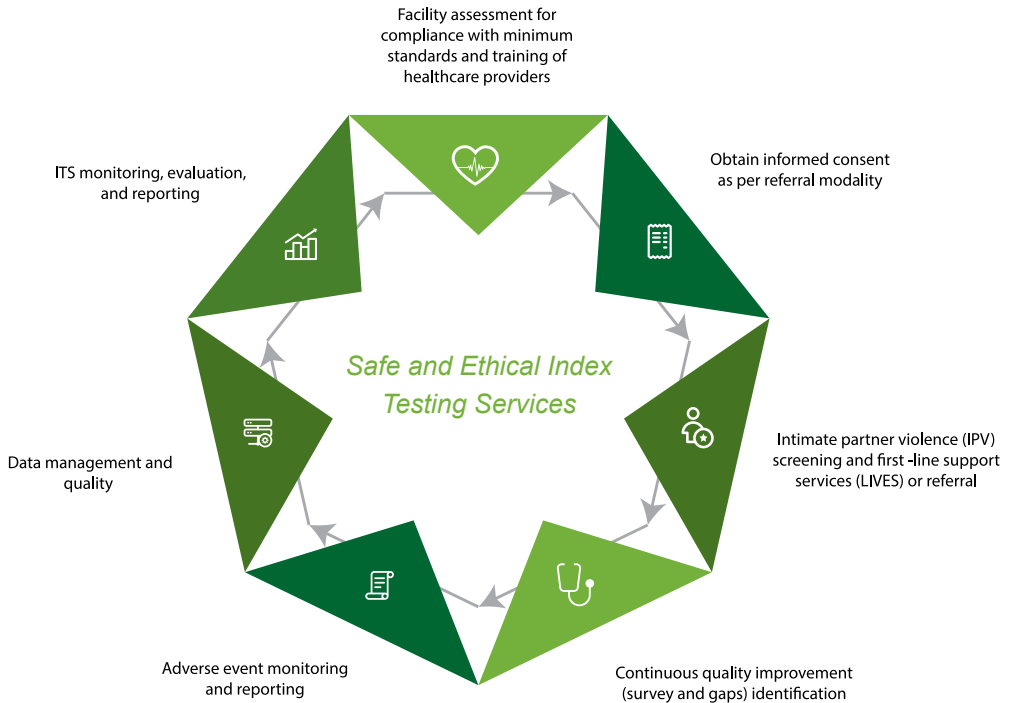 Facility assessment for
compliance with minimum
standards and training of
healthcare providers
Obtain informed consent
as per referral modality
Intimate partner violence (IPV)
screening and first -line support
services (LIVES) or referral
Continuous quality improvement
(survey and gaps) identification
Adverse event monitoring
and reporting
Data management and
quality
ITS monitoring, evaluation,
and reporting
Safe and Ethical Index
Testing Services